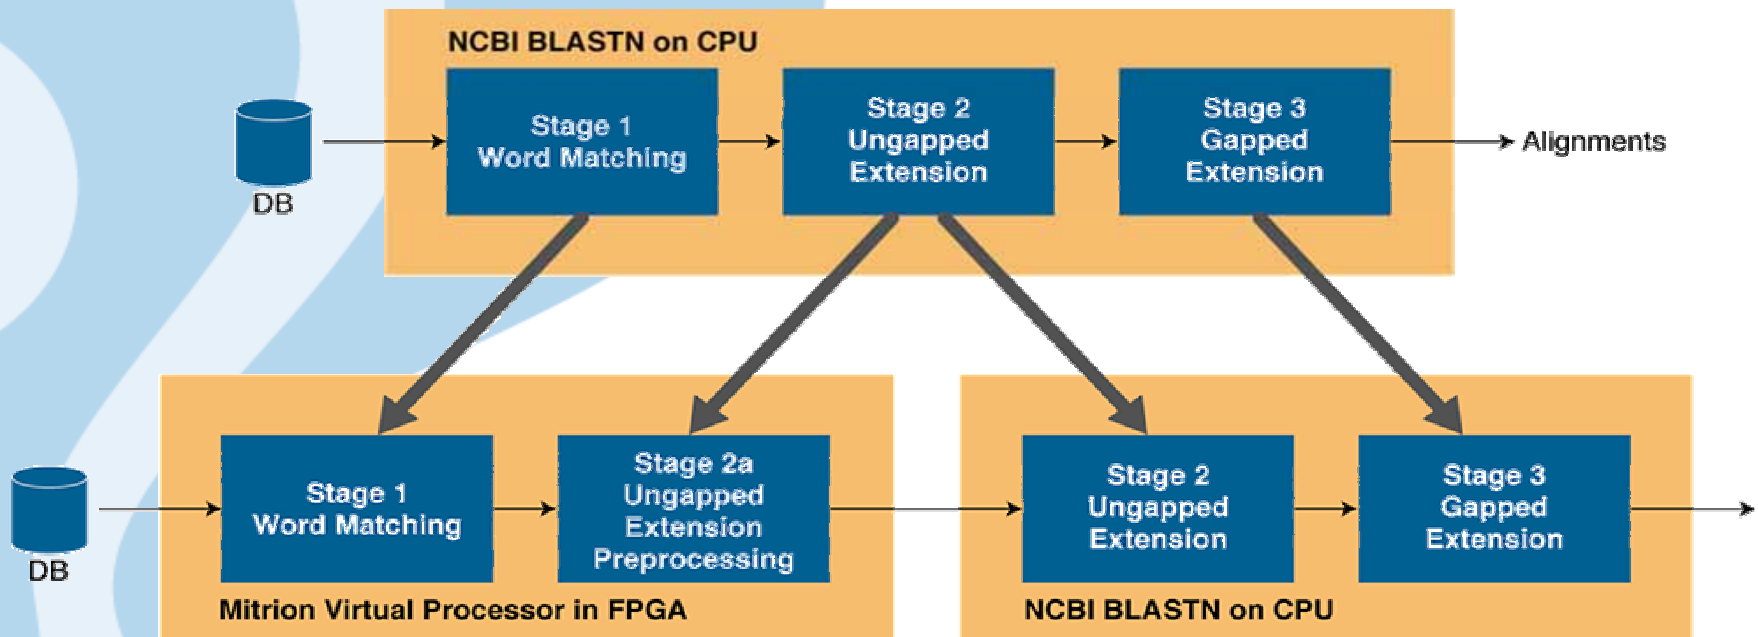 NCBI BLASTN on CPU
Stage 1
Word Matching
Stage 2
Ungapped
Extension
Stage 3
Gapped
Extension
Alignments
DB
Stage 1
Word Matching
Stage 2a
Ungapped
Extension
Preprocessing
Stage 2
Ungapped
Extension
Stage 3
Gapped
Extension
DB
Mitrion Virtual Processor in FPGA
NCBI BLASTN on CPU